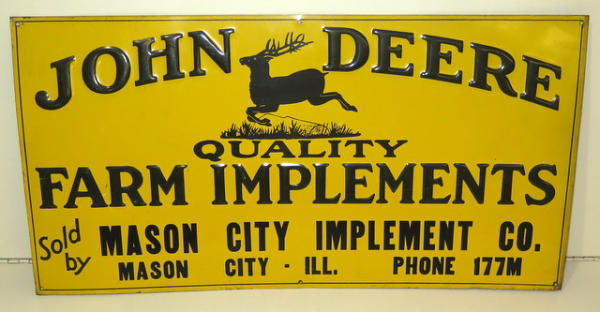 JOHN DEERE
QUALITY
FARM IMPLEMENTS
Sold by MASON CITY IMPLEMENT CO.
MASON CITY - ILL. PHONE 177M